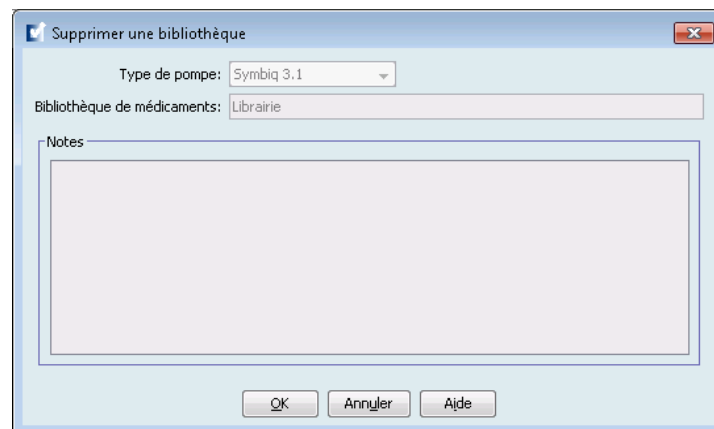 Supprimer une bibliothèque
Type de pompe: Symbiq 3.1
Bibliothèque de médicaments: Librairie
Notes
OK Annuler Aide